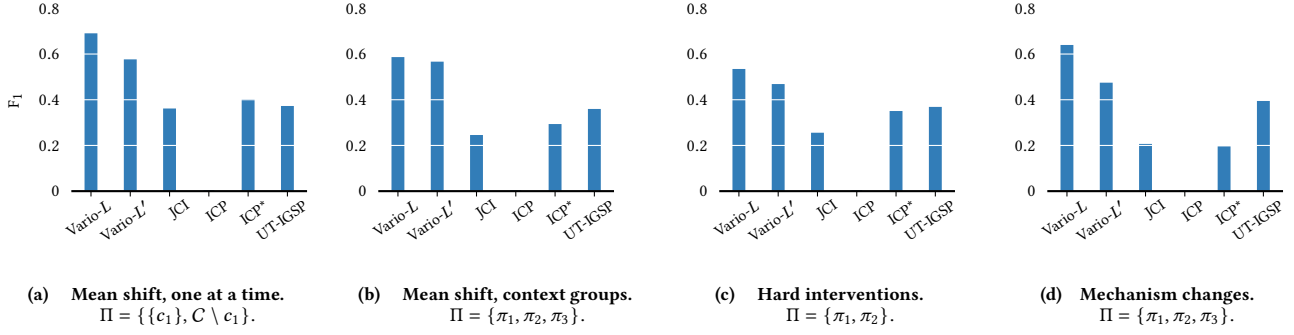 0.8
0.6
0.4
0.2
0
F1
Vario-L
Vario-L′
JCI
ICP
ICP*
UT-IGSP
(a) Mean shift, one at a time.
Π = {{c1}, C \ c1}.
0.8
0.6
0.4
0.2
0
Vario-L
Vario-L′
JCI
ICP
ICP*
UT-IGSP
(b) Mean shift, context groups.
Π = {π1, π2, π3}.
0.8
0.6
0.4
0.2
0
Vario-L
Vario-L′
JCI
ICP
ICP*
UT-IGSP
(c) Hard interventions.
Π = {π1, π2}.
0.8
0.6
0.4
0.2
0
Vario-L
Vario-L′
JCI
ICP
ICP*
UT-IGSP
(d) Mechanism changes.
Π = {π1, π2, π3}.